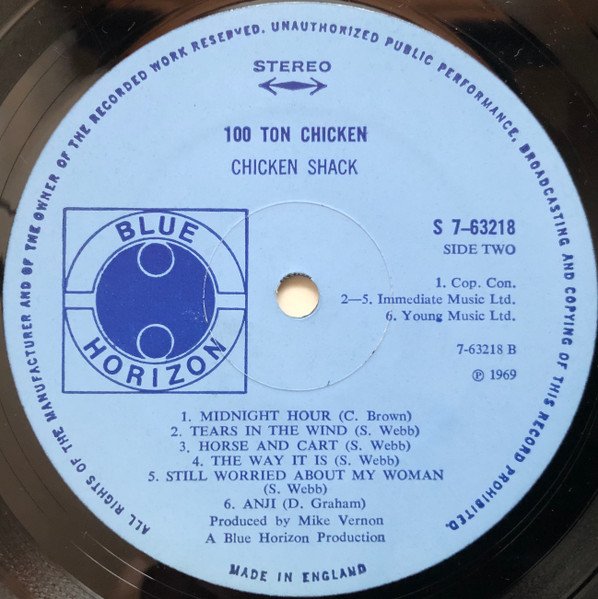 ALL RIGHTS OF THE MANUFACTURER AND OF THE OWNER OF THE RECORDED WORK RESERVED. UNAUTHORIZED PUBLIC PERFORMANCE, BROADCASTING AND COPYING OF THIS RECORD PROHIBITED.
STEREO
100 TON CHICKEN
CHICKEN SHACK
BLUE
HORIZON
S 7–63218
SIDE TWO
1. Cop. Con.
2—5. Immediate Music Ltd.
6. Young Music Ltd.
7-63218 B
℗ 1969
1. MIDNIGHT HOUR (C. Brown)
2. TEARS IN THE WIND (S. Webb)
3. HORSE AND CART (S. Webb)
4. THE WAY IT IS (S. Webb)
5. STILL WORRIED ABOUT MY WOMAN
(S. Webb)
6. ANJI (D. Graham)
Produced by Mike Vernon
A Blue Horizon Production
MADE IN ENGLAND